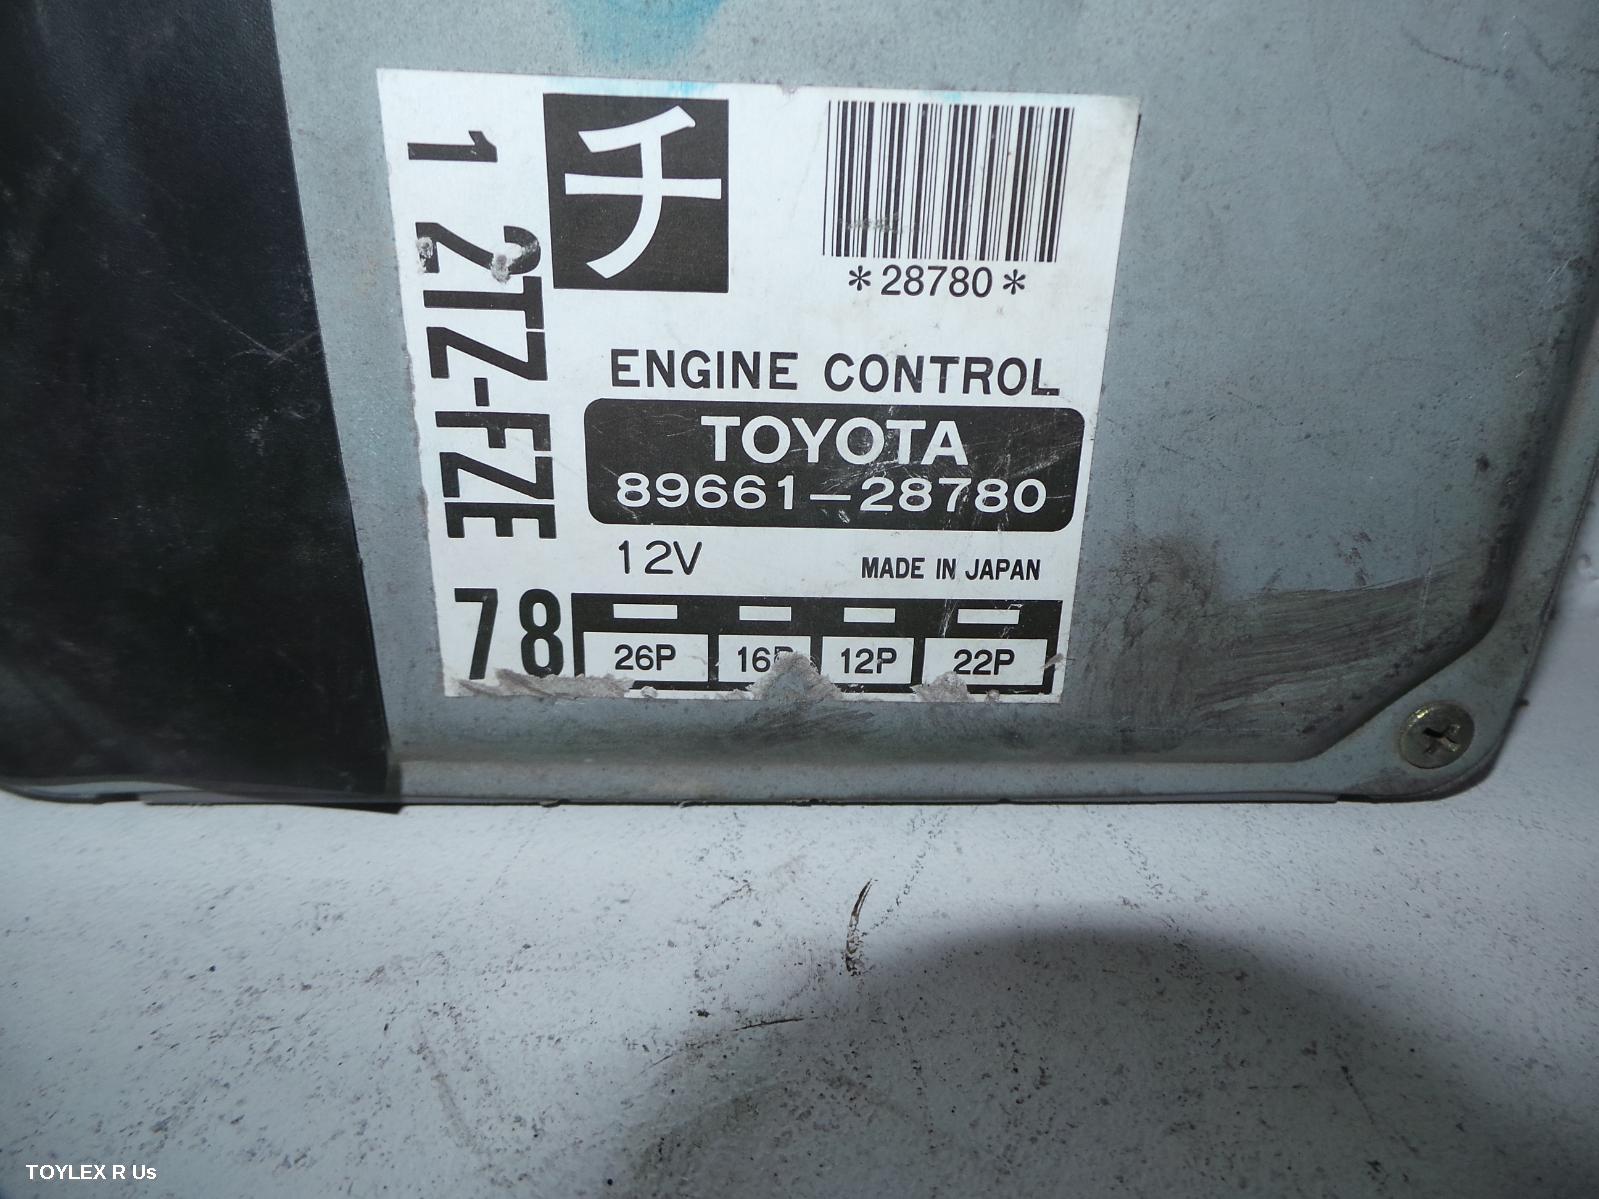 1 2TZ-FZE
チ
*28780*
ENGINE CONTROL
TOYOTA
89661-28780
12V
MADE IN JAPAN
78
26P 16P 12P 22P
TOYLEX R Us